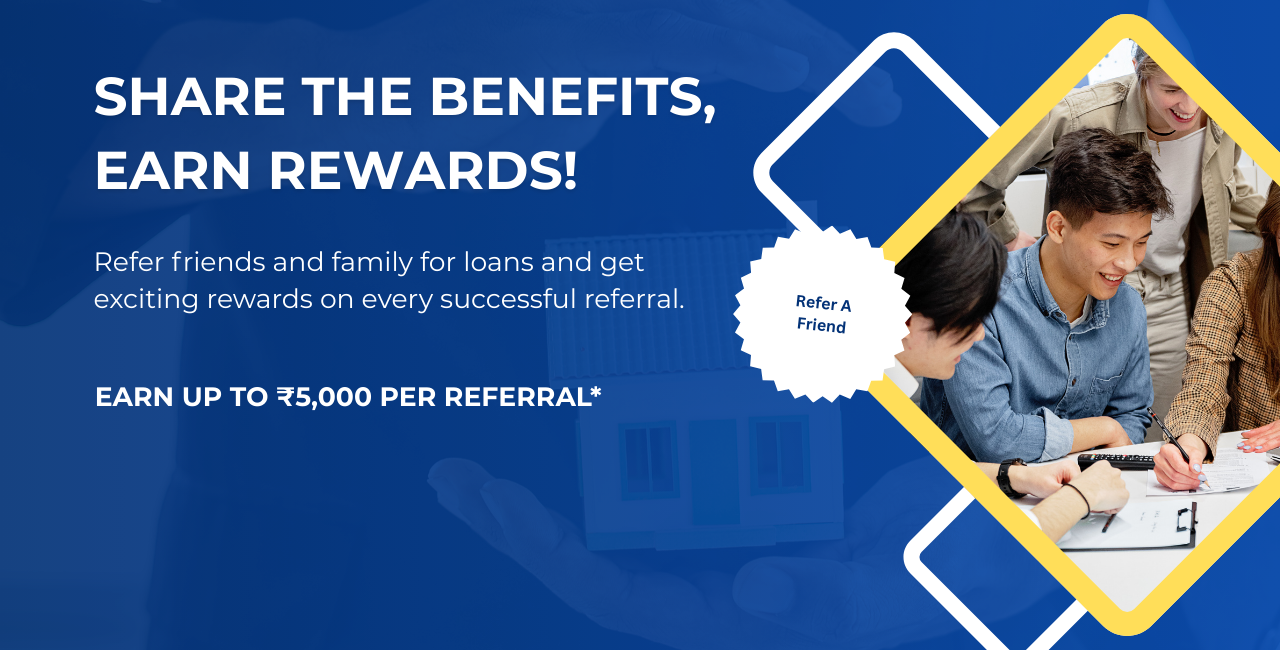 SHARE THE BENEFITS,
EARN REWARDS!
Refer friends and family for loans and get
exciting rewards on every successful referral.
EARN UP TO ₹5,000 PER REFERRAL*
Refer A
Friend